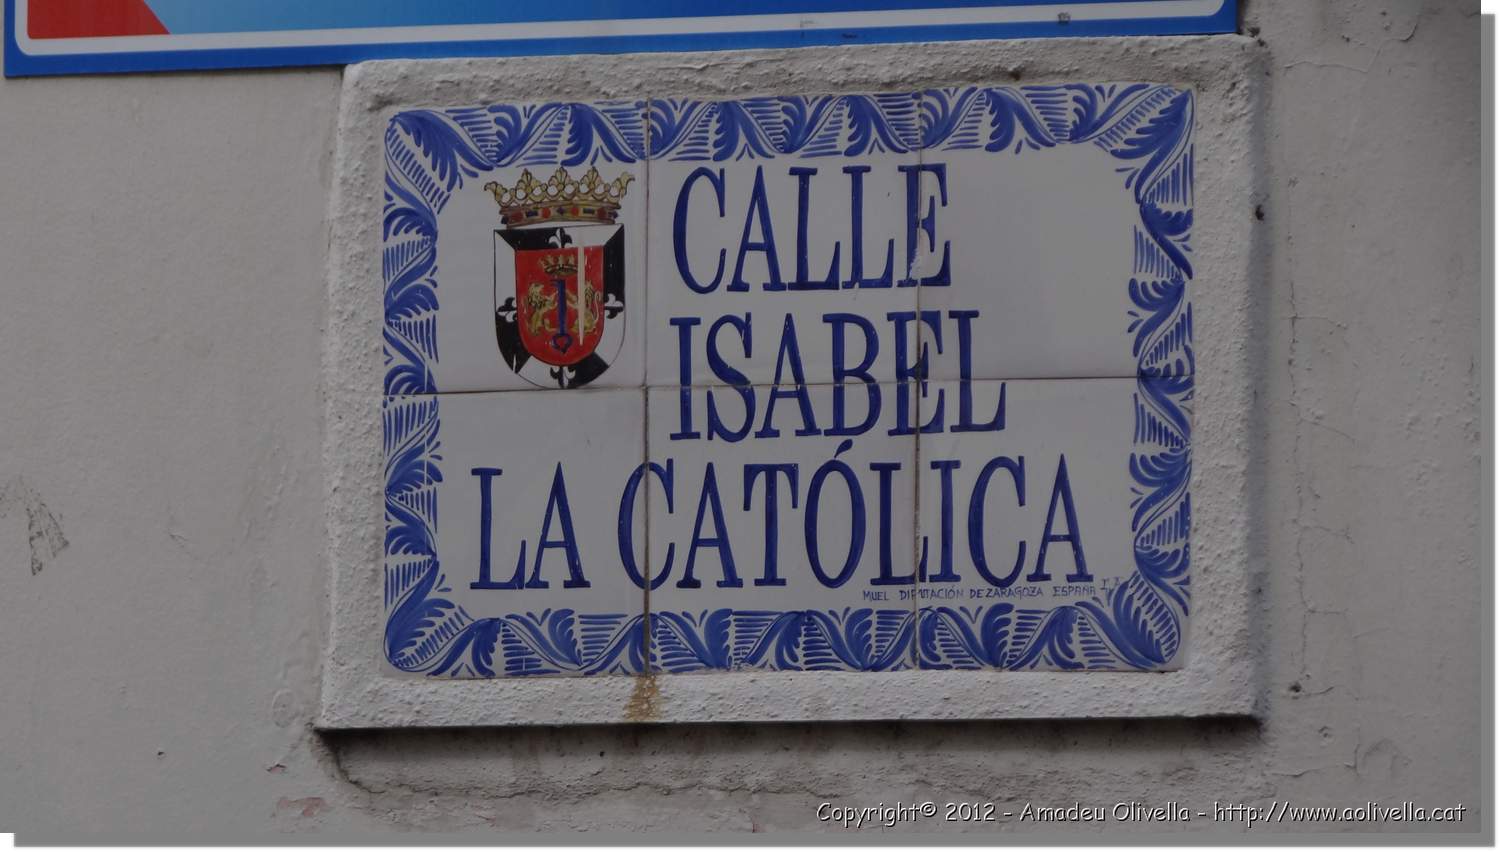 CALLE
ISABEL
LA CATÓLICA
MUEL DIPUTACIÓN DE ZARAGOZA ESPAÑA
Copyright© 2012 - Amadeu Olivella - http://www.aolivella.cat